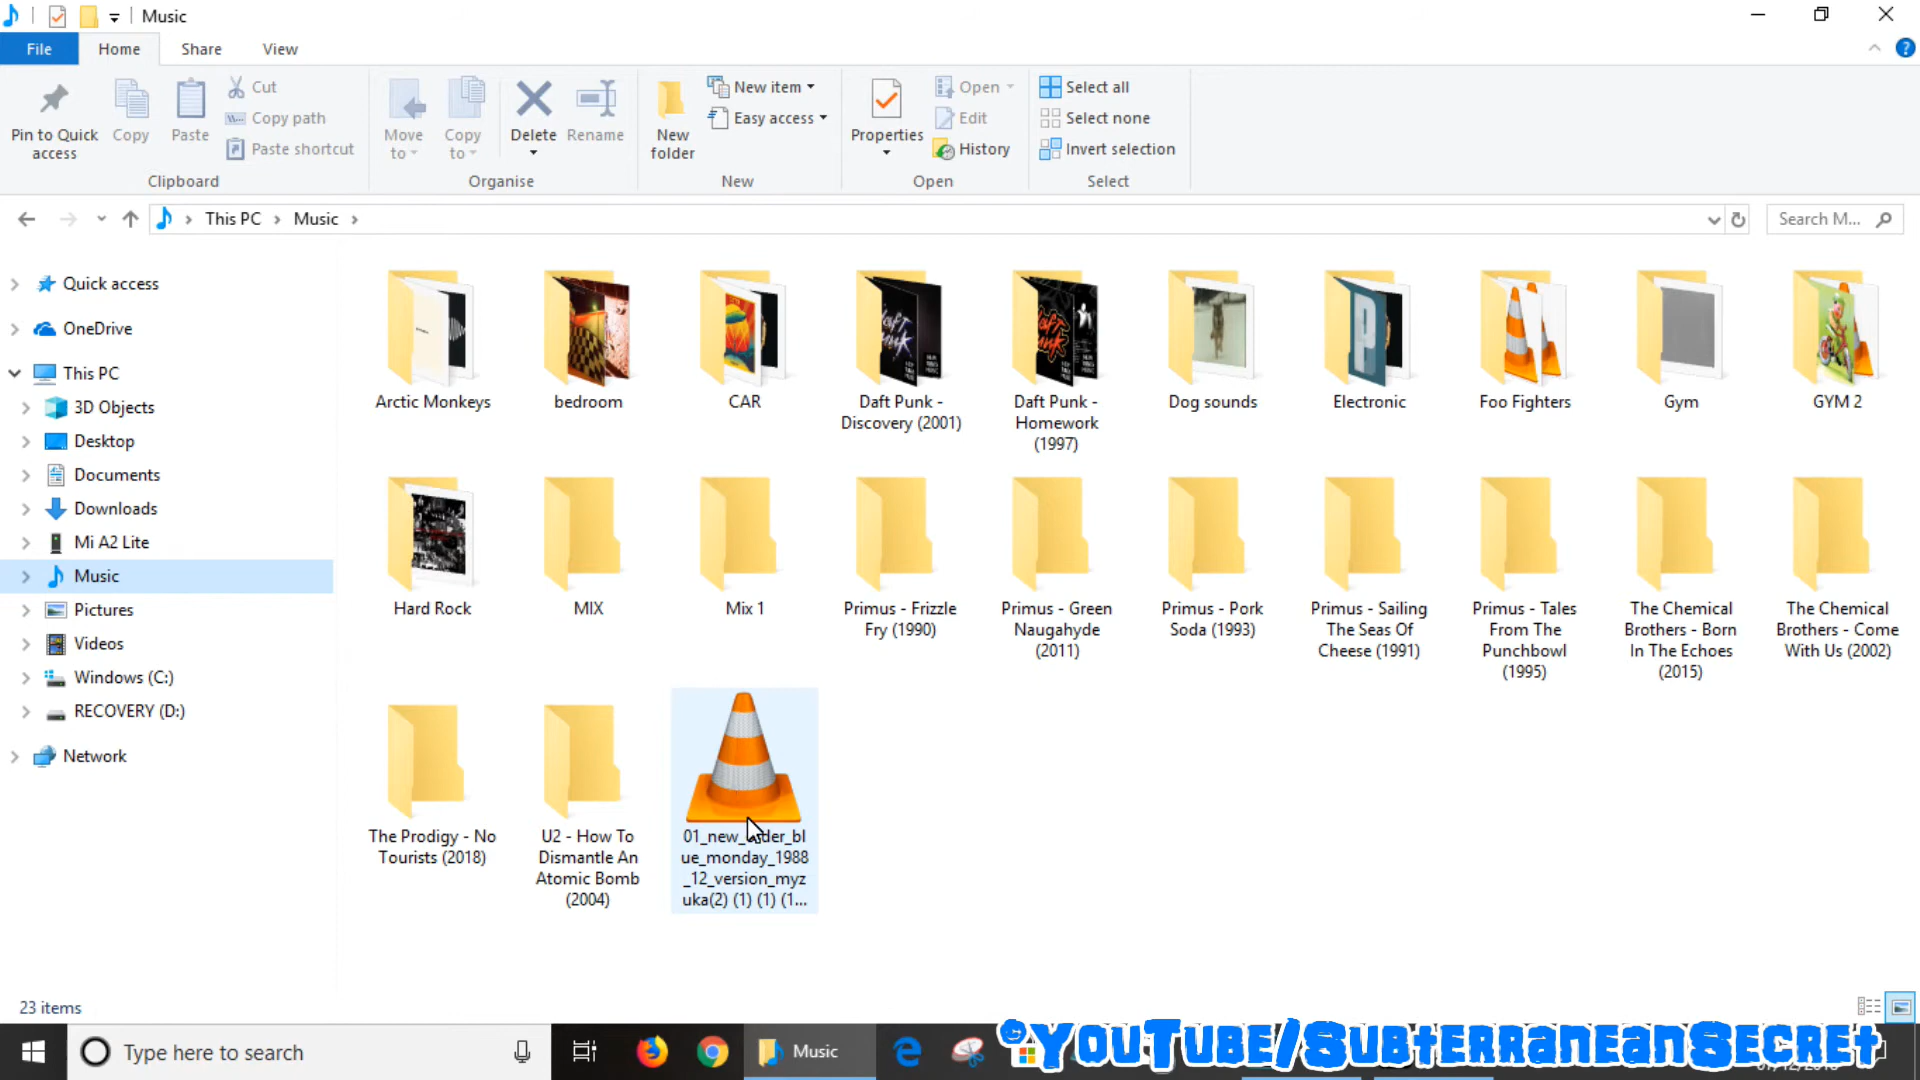 Music
File
Home
Share
View
Pin to Quick
access
Copy
Paste
Cut
Copy path
Paste shortcut
Clipboard
Move
to
Copy
to
Delete
Rename
Organise
New
folder
New item
Easy access
New
Properties
Open
Edit
History
Open
Select all
Select none
Invert selection
Select
This PC
Music
Search M...
Quick access
OneDrive
This PC
3D Objects
Desktop
Documents
Downloads
Mi A2 Lite
Music
Pictures
Videos
Windows (C:)
RECOVERY (D:)
Network
Arctic Monkeys
bedroom
CAR
Daft Punk -
Discovery (2001)
Daft Punk -
Homework
(1997)
Dog sounds
Electronic
Foo Fighters
Gym
GYM 2
Hard Rock
MIX
Mix 1
Primus - Frizzle
Fry (1990)
Primus - Green
Naugahyde
(2011)
Primus - Pork
Soda (1993)
Primus - Sailing
The Seas Of
Cheese (1991)
Primus - Tales
From The
Punchbowl
(1995)
The Chemical
Brothers - Born
In The Echoes
(2015)
The Chemical
Brothers - Come
With Us (2002)
The Prodigy - No
Tourists (2018)
U2 - How To
Dismantle An
Atomic Bomb
(2004)
01_new_order_bl
ue_monday_1988
_12_version_myz
uka(2) (1) (1) (1...
23 items
Type here to search
Music
©YouTube/SubterraneanSecret